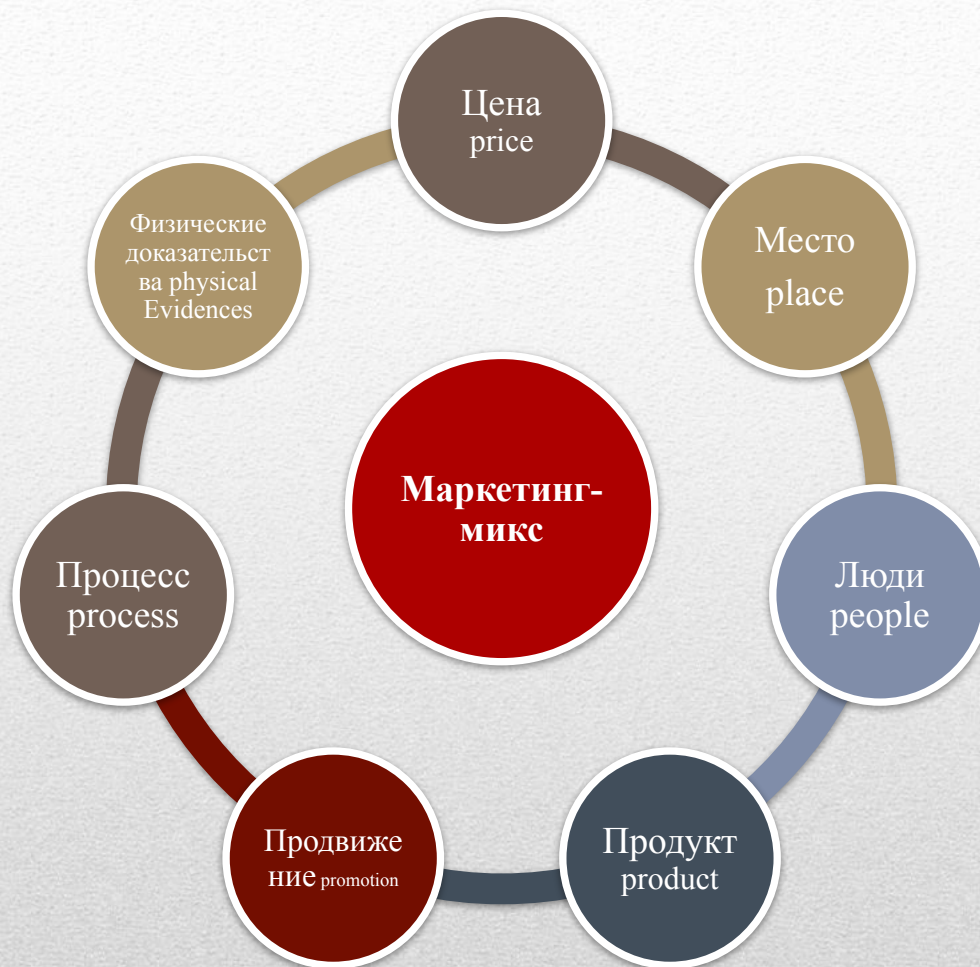 Цена
price
Место
place
Люди
people
Продукт
product
Продвиже
ние promotion
Процесс
process
Физические
доказательст
ва physical
Evidences
Маркетинг-
микс